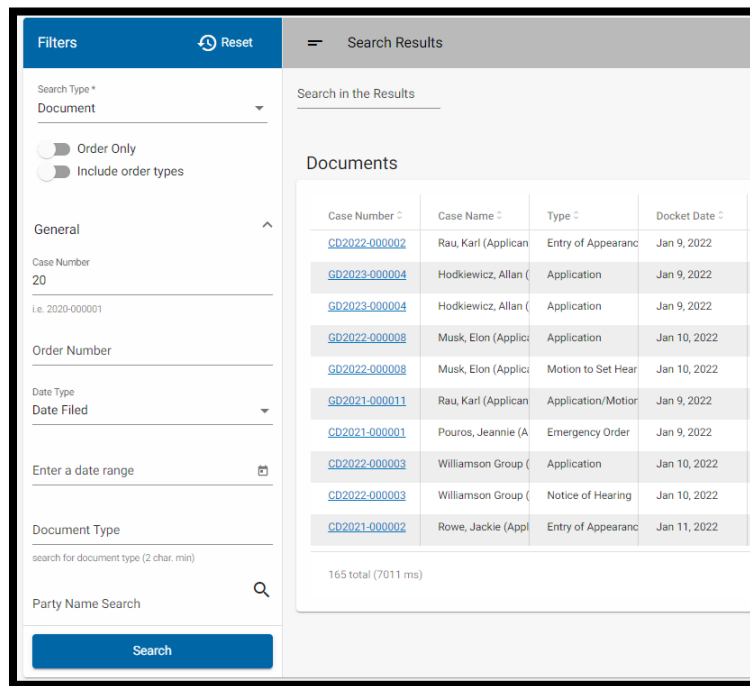 Filters
Reset
Search Results
Search Type *
Document
Order Only
Include order types
General
Case Number
20
i.e. 2020-000001
Order Number
Date Type
Date Filed
Enter a date range
Document Type
search for document type (2 char. min)
Party Name Search
Search
Search in the Results
Documents
Case Number Case Name Type Docket Date
CD2022-000002 Rau, Karl (Applican Entry of Appearanc Jan 9, 2022
GD2023-000004 Hodkiewicz, Allan ( Application Jan 9, 2022
GD2023-000004 Hodkiewicz, Allan ( Application Jan 9, 2022
GD2022-000008 Musk, Elon (Applica Application Jan 10, 2022
GD2022-000008 Musk, Elon (Applica Motion to Set Hear Jan 10, 2022
GD2021-000011 Rau, Karl (Applican Application/Motion Jan 9, 2022
CD2021-000001 Pouros, Jeannie (A Emergency Order Jan 9, 2022
CD2022-000003 Williamson Group ( Application Jan 10, 2022
CD2022-000003 Williamson Group ( Notice of Hearing Jan 10, 2022
CD2021-000002 Rowe, Jackie (Appl Entry of Appearanc Jan 11, 2022
165 total (7011 ms)